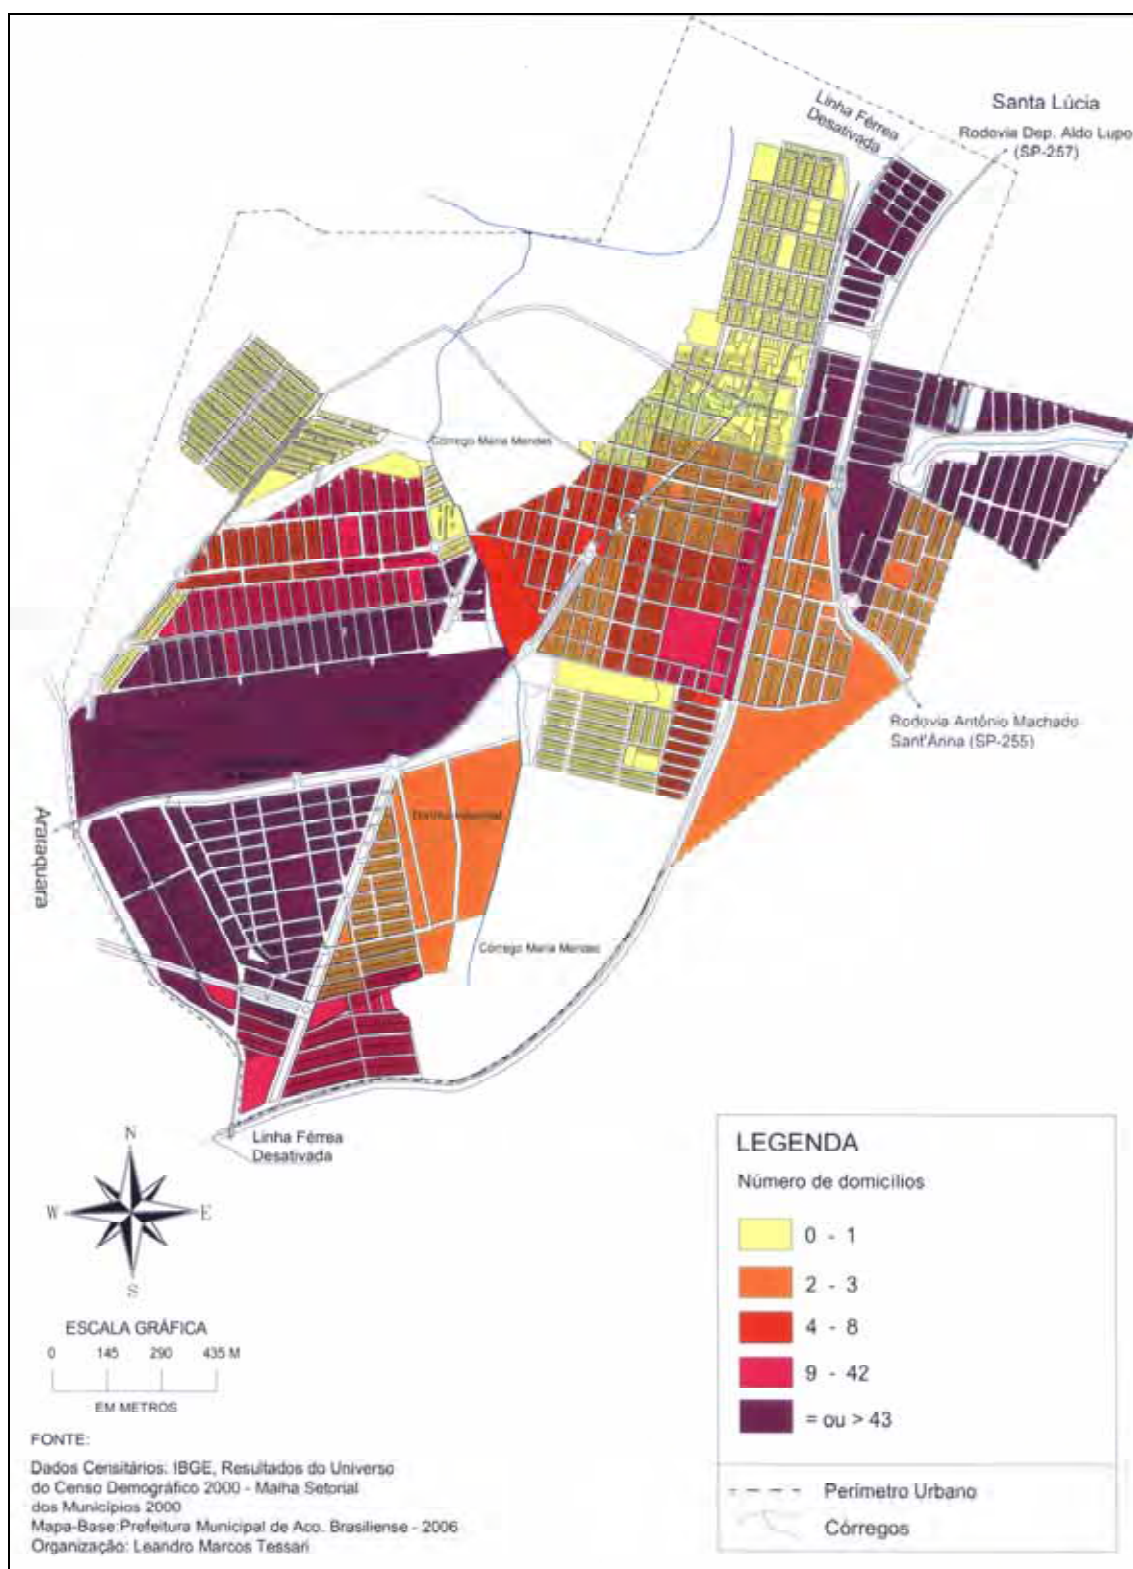 Santa Lúcia
Linha Férrea
Desativada
Rodovia Dep. Aldo Lupo
(SP-257)
Córrego Maria Mendes
Rodovia Antônio Machado
Sant'Anna (SP-255)
Araraquara
Distrito Industrial
Córrego Maria Mendes
Linha Férrea
Desativada
N
W
E
S
ESCALA GRÁFICA
0 145 290 435 M
EM METROS
LEGENDA
Número de domicílios
0 - 1
2 - 3
4 - 8
9 - 42
= ou > 43
Perímetro Urbano
Córregos
FONTE:
Dados Censitários: IBGE, Resultados do Universo
do Censo Demográfico 2000 - Malha Setorial
dos Municípios 2000
Mapa-Base:Prefeitura Municipal de Aco. Brasiliense - 2006
Organização: Leandro Marcos Tessari